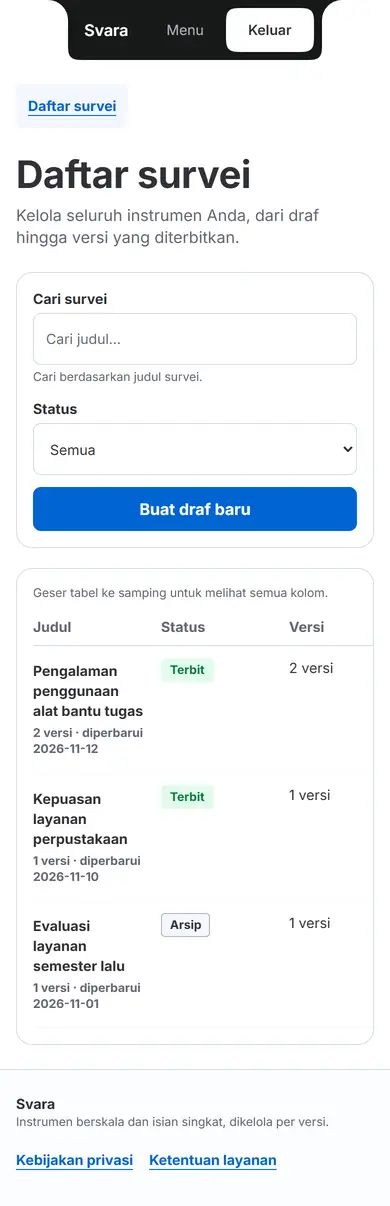 Svara
Menu
Keluar
Daftar survei
Daftar survei
Kelola seluruh instrumen Anda, dari draf
hingga versi yang diterbitkan.
Cari survei
Cari judul...
Cari berdasarkan judul survei.
Status
Semua
Buat draf baru
Geser tabel ke samping untuk melihat semua kolom.
Judul Status Versi
Pengalaman
penggunaan
alat bantu tugas
2 versi · diperbarui
2026-11-12
Terbit
2 versi
Kepuasan
layanan
perpustakaan
1 versi · diperbarui
2026-11-10
Terbit
1 versi
Evaluasi
layanan
semester lalu
1 versi · diperbarui
2026-11-01
Arsip
1 versi
Svara
Instrumen berskala dan isian singkat, dikelola per versi.
Kebijakan privasi Ketentuan layanan